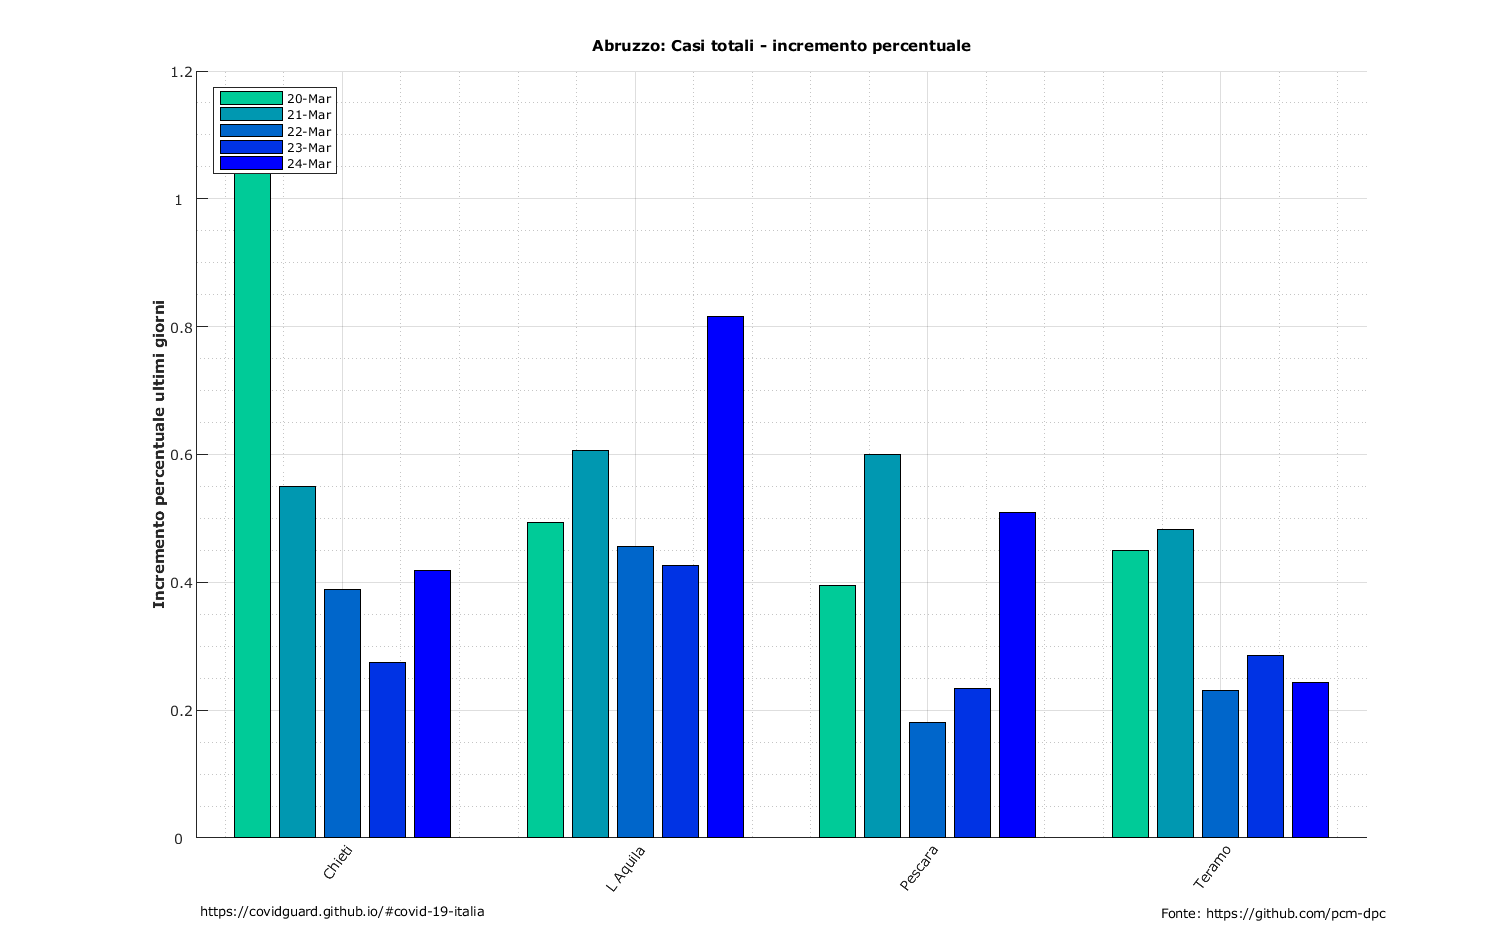 Abruzzo: Casi totali - incremento percentuale
1.2
1
0.8
0.6
0.4
0.2
0
Incremento percentuale ultimi giorni
20-Mar
21-Mar
22-Mar
23-Mar
24-Mar
Chieti
L Aquila
Pescara
Teramo
https://covidguard.github.io/#covid-19-italia
Fonte: https://github.com/pcm-dpc